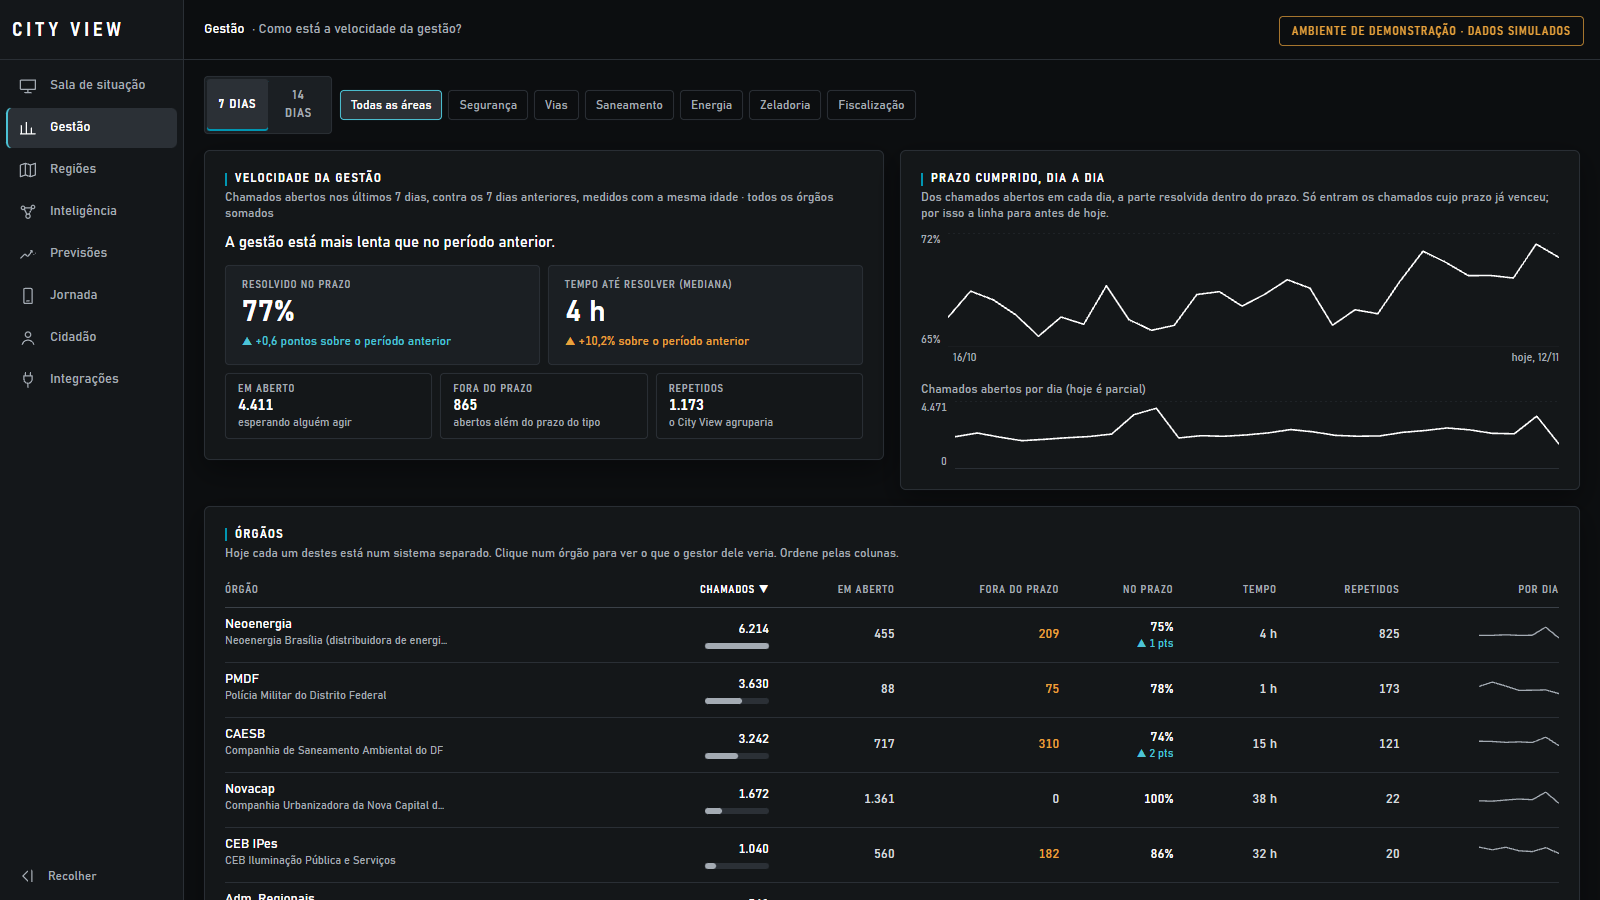 CITY VIEW
Gestão · Como está a velocidade da gestão?
AMBIENTE DE DEMONSTRAÇÃO · DADOS SIMULADOS
Sala de situação
Gestão
Regiões
Inteligência
Previsões
Jornada
Cidadão
Integrações
Recolher
7 DIAS
14
DIAS
Todas as áreas
Segurança
Vias
Saneamento
Energia
Zeladoria
Fiscalização
VELOCIDADE DA GESTÃO
Chamados abertos nos últimos 7 dias, contra os 7 dias anteriores, medidos com a mesma idade · todos os órgãos
somados
A gestão está mais lenta que no período anterior.
RESOLVIDO NO PRAZO
77%
▲ +0,6 pontos sobre o período anterior
TEMPO ATÉ RESOLVER (MEDIANA)
4 h
▲ +10,2% sobre o período anterior
EM ABERTO
4.411
esperando alguém agir
FORA DO PRAZO
865
abertos além do prazo do tipo
REPETIDOS
1.173
o City View agruparia
PRAZO CUMPRIDO, DIA A DIA
Dos chamados abertos em cada dia, a parte resolvida dentro do prazo. Só entram os chamados cujo prazo já venceu;
por isso a linha para antes de hoje.
72%
65%
16/10
hoje, 12/11
Chamados abertos por dia (hoje é parcial)
4.471
0
ÓRGÃOS
Hoje cada um destes está num sistema separado. Clique num órgão para ver o que o gestor dele veria. Ordene pelas colunas.
ÓRGÃO CHAMADOS ▼ EM ABERTO FORA DO PRAZO NO PRAZO TEMPO REPETIDOS POR DIA
Neoenergia
Neoenergia Brasília (distribuidora de energi...
6.214 455 209 75% 4 h 825
▲ 1 pts
PMDF
Polícia Militar do Distrito Federal
3.630 88 75 78% 1 h 173
CAESB
Companhia de Saneamento Ambiental do DF
3.242 717 310 74% 15 h 121
▲ 2 pts
Novacap
Companhia Urbanizadora da Nova Capital d...
1.672 1.361 0 100% 38 h 22
CEB IPes
CEB Iluminação Pública e Serviços
1.040 560 182 86% 32 h 20
Adm. Regionais